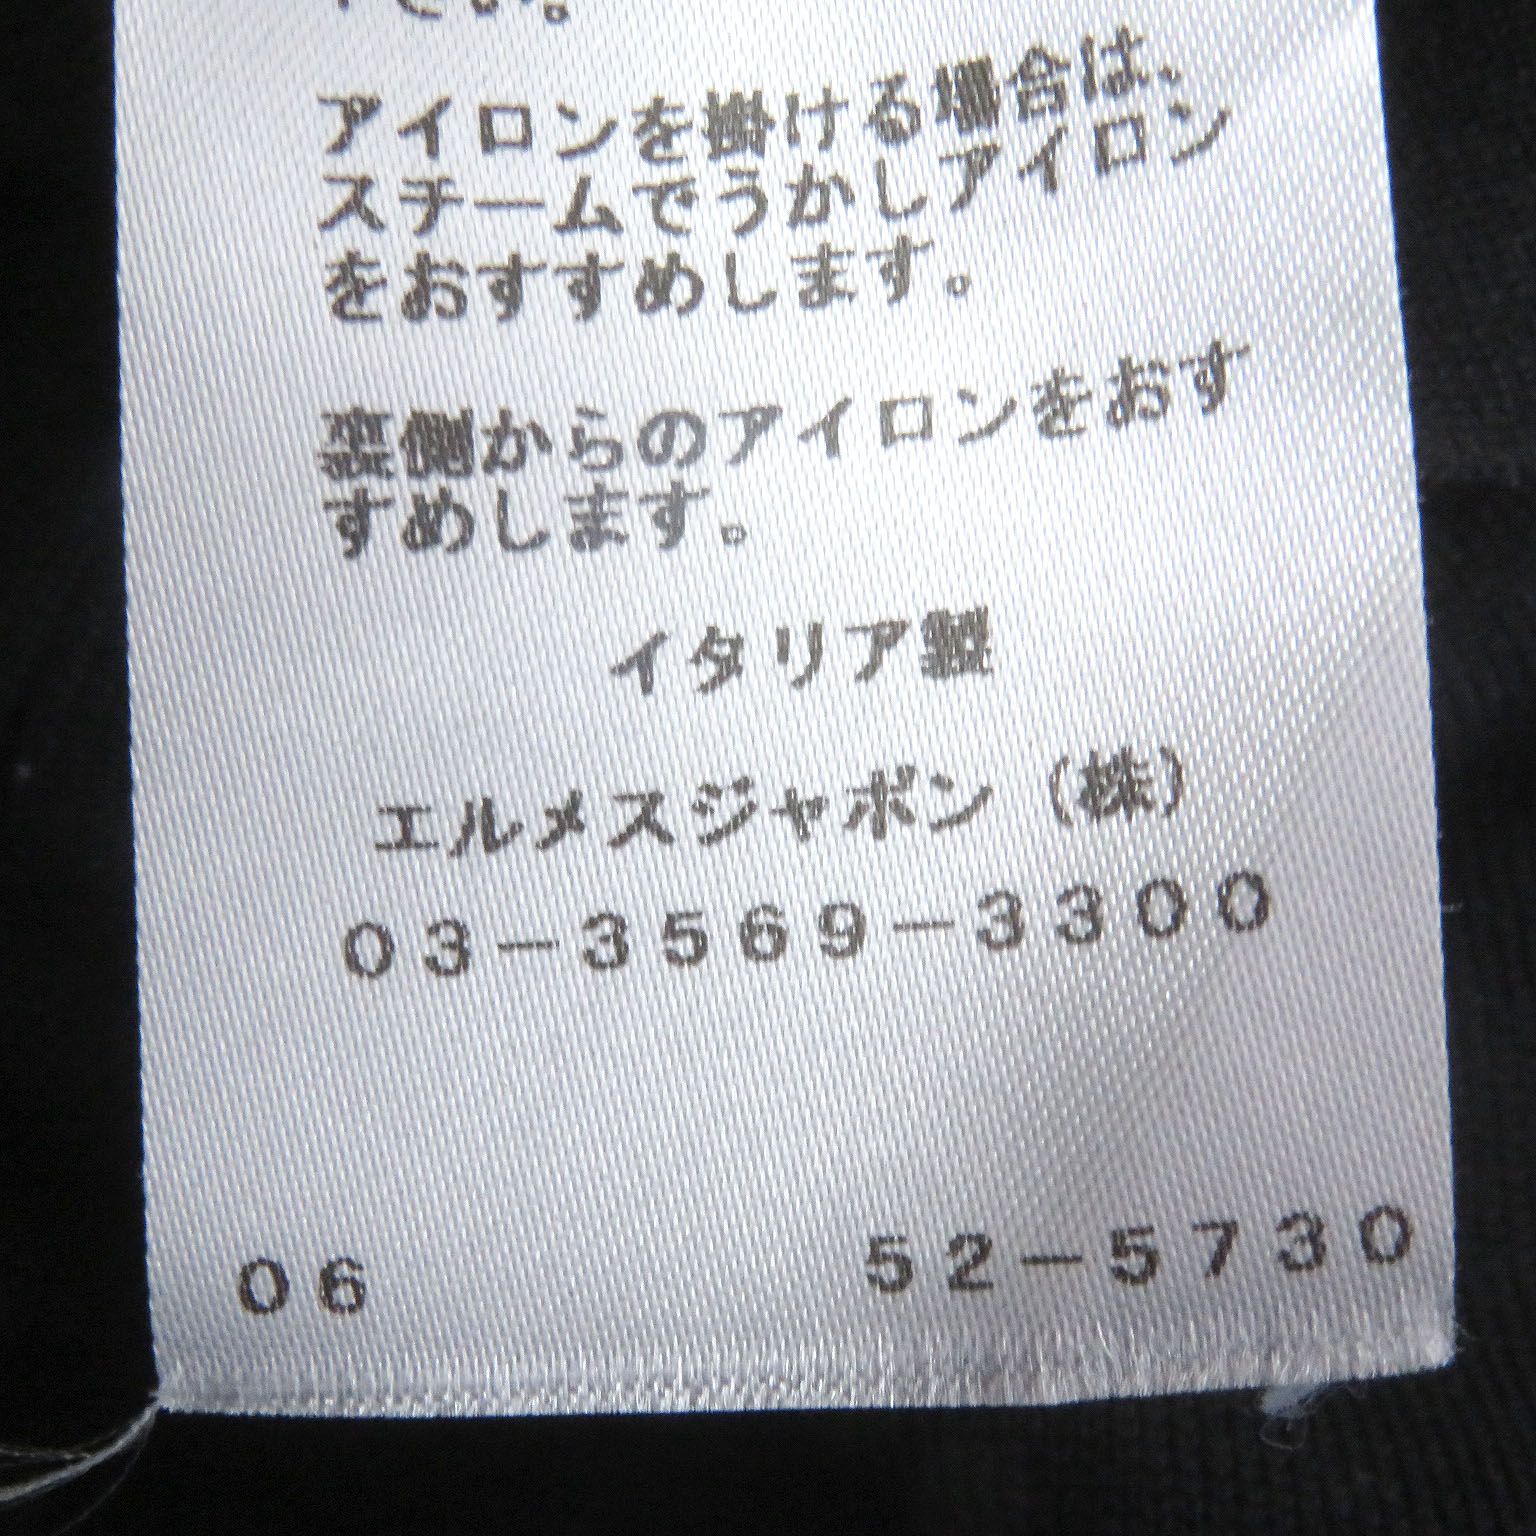 ださい。
アイロンを掛ける場合は、
スチームでうかしアイロン
をおすすめします。
裏側からのアイロンをおす
すめします。
イタリア製
エルメスジャポン（株）
03-3569-3300
06 52-5730